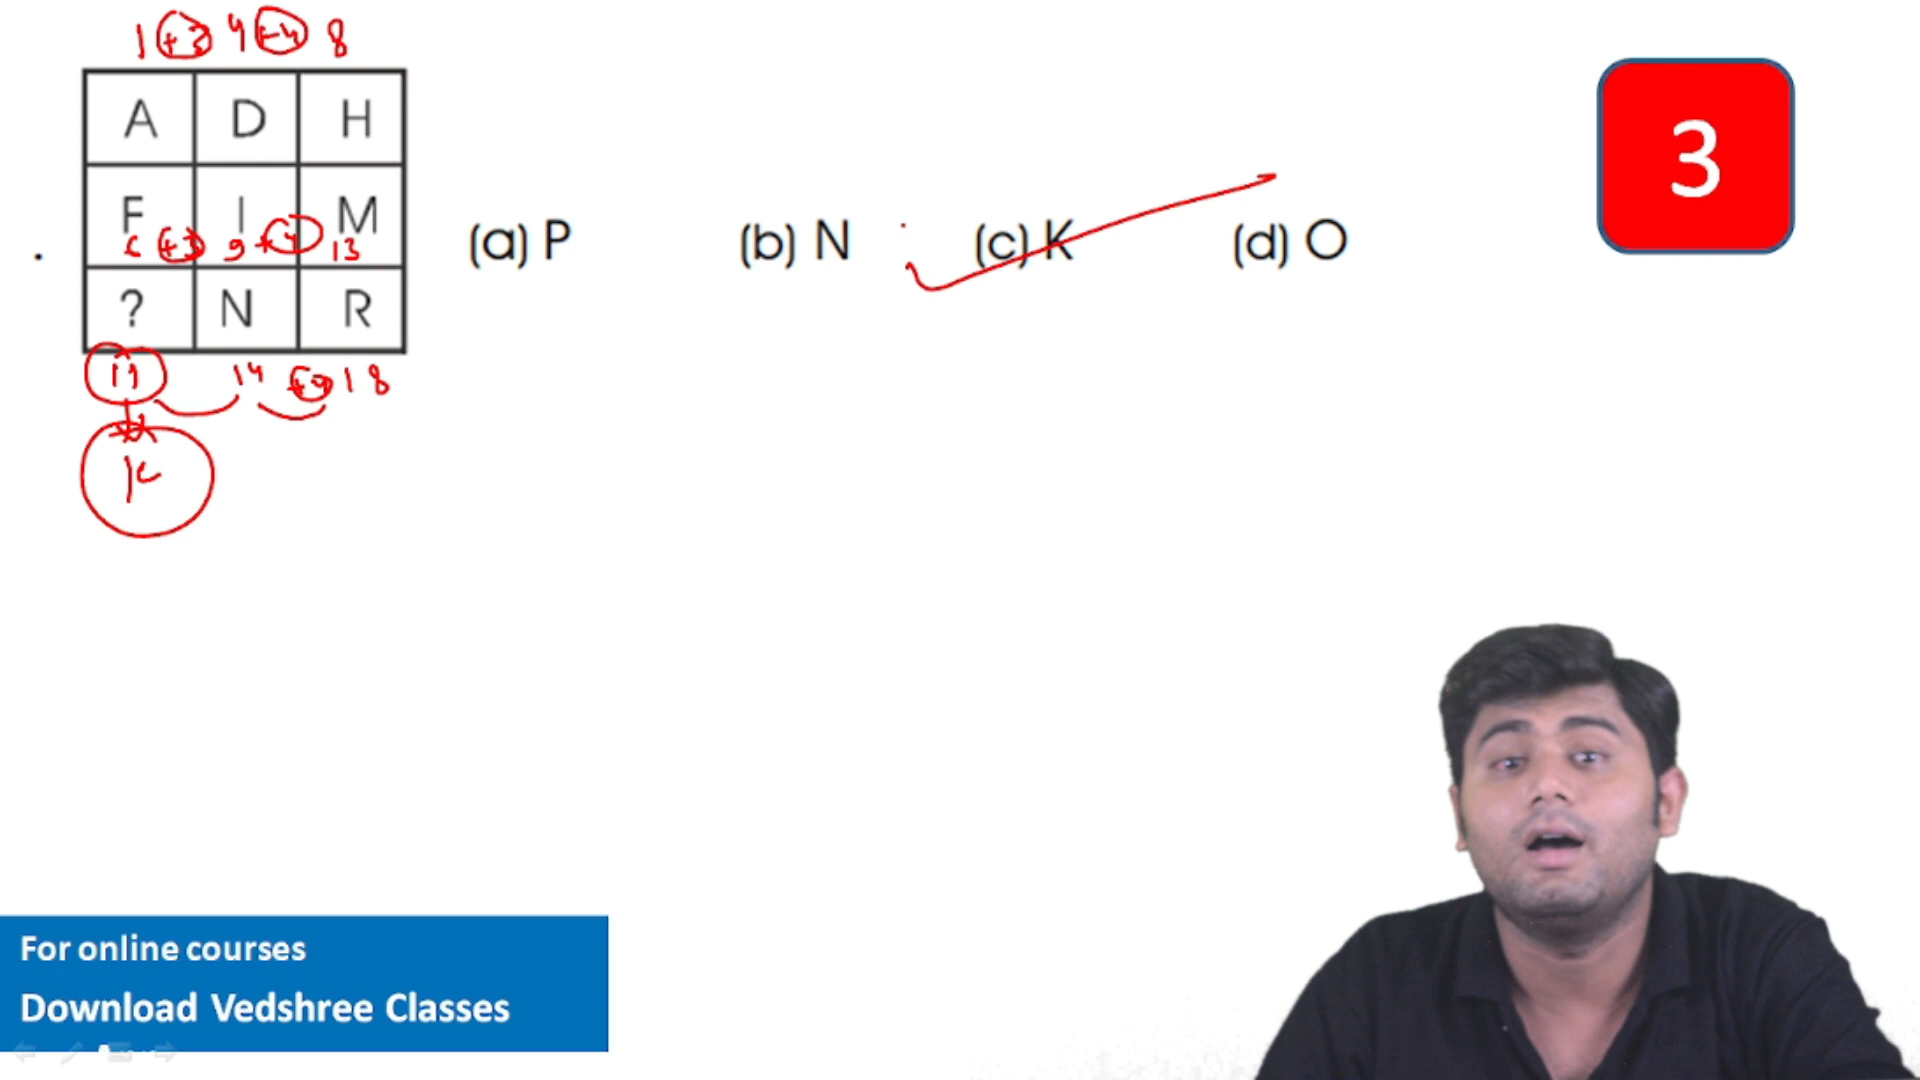 1 +3 4 +4 8
A D H
F I M
6 +3 9 +4 13
? N R
11 14 +4 18
K
(a) P (b) N (c) K (d) O
3
For online courses
Download Vedshree Classes